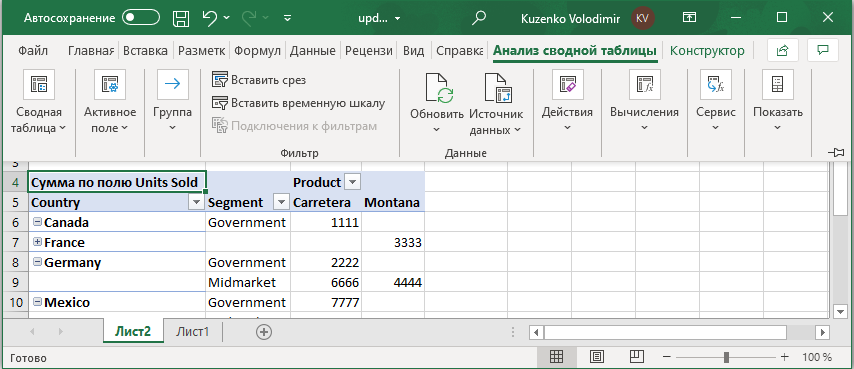 Автосохранение upd... Kuzenko Volodimir KV
Файл Главная Вставка Разметк Формул Данные Рецензи Вид Справка Анализ сводной таблицы Конструктор
Сводная таблица Активное поле Группа Вставить срез Обновить Источник данных Действия Вычисления Сервис Показать
Вставить временную шкалу
Подключения к фильтрам
Фильтр Данные
3
4 Сумма по полю Units Sold Product
5 Country Segment Carretera Montana
6 Canada Government 1111
7 France 3333
8 Germany Government 2222
9 Midmarket 6666 4444
10 Mexico Government 7777
Лист2 Лист1
Готово 100 %